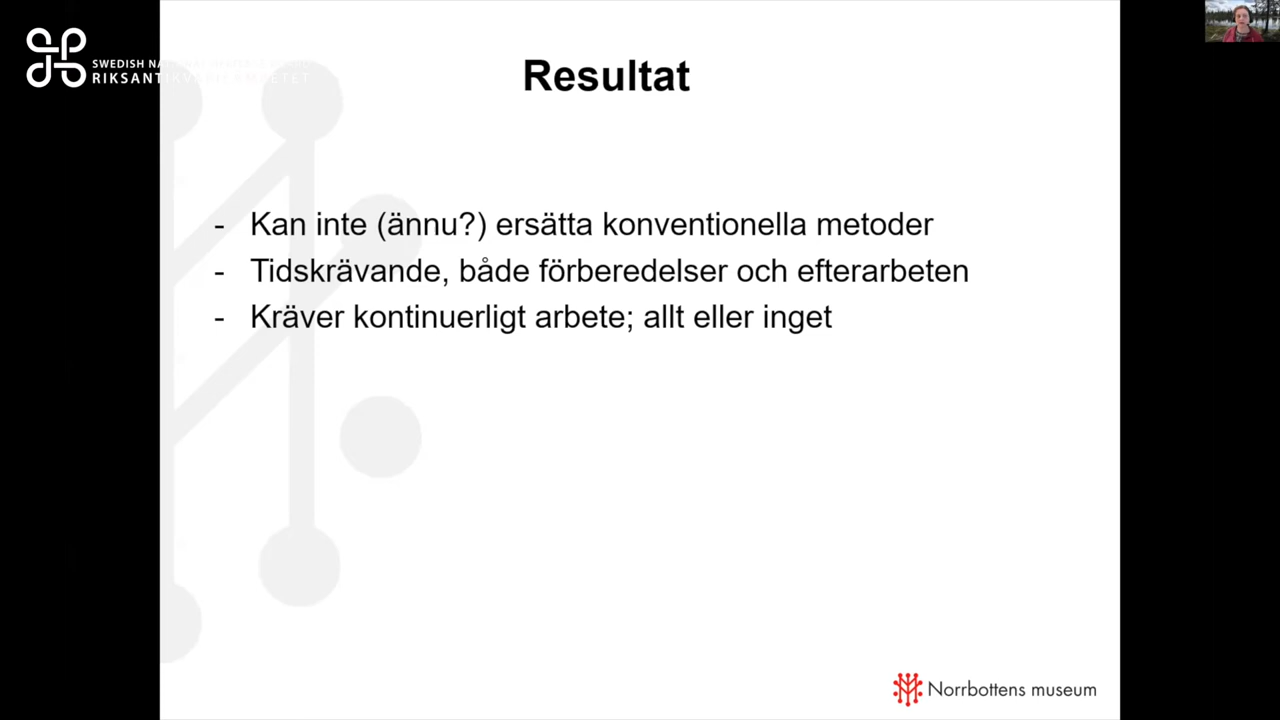 SWEDISH NATIONAL HERITAGE BOARD
RIKSANTIKVARIEÄMBETET
Resultat
- Kan inte (ännu?) ersätta konventionella metoder
- Tidskrävande, både förberedelser och efterarbeten
- Kräver kontinuerligt arbete; allt eller inget
Norrbottens museum